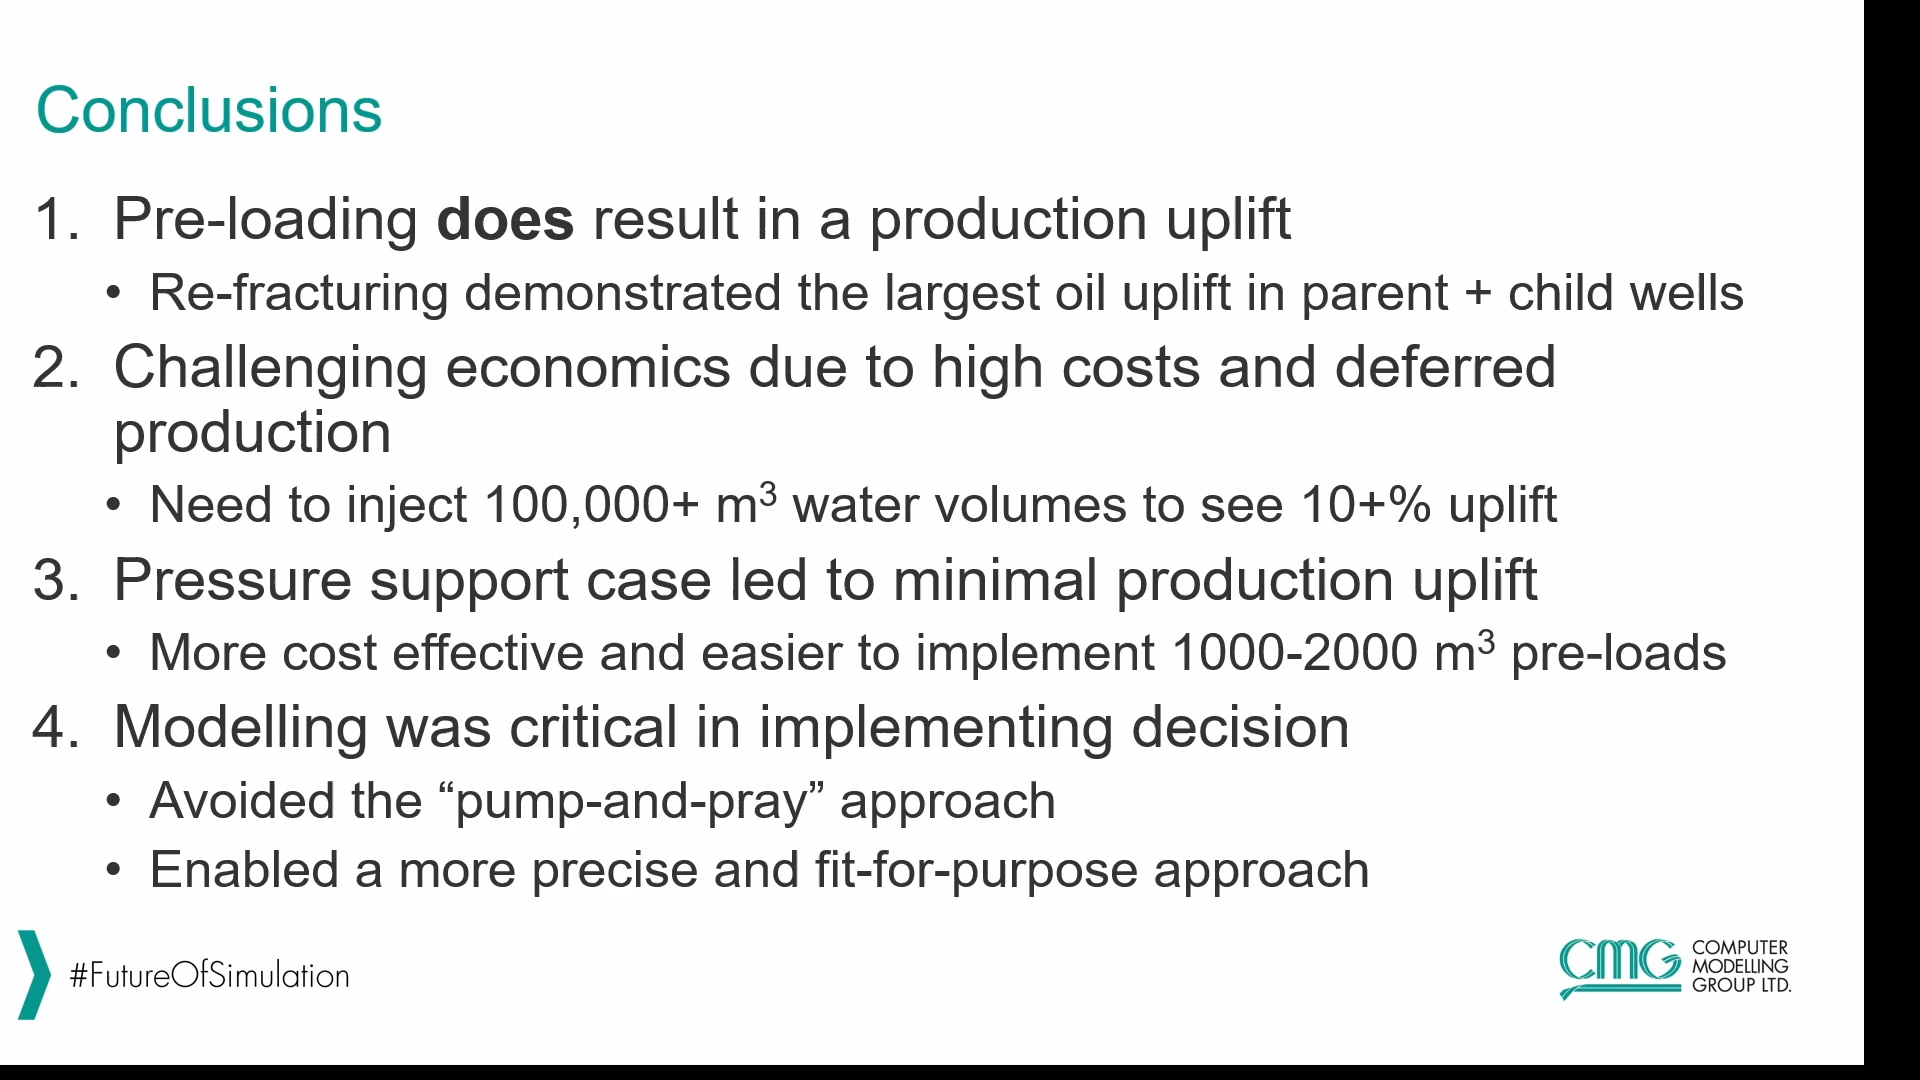 Conclusions
1. Pre-loading does result in a production uplift
• Re-fracturing demonstrated the largest oil uplift in parent + child wells
2. Challenging economics due to high costs and deferred
production
• Need to inject 100,000+ m³ water volumes to see 10+% uplift
3. Pressure support case led to minimal production uplift
• More cost effective and easier to implement 1000-2000 m³ pre-loads
4. Modelling was critical in implementing decision
• Avoided the “pump-and-pray” approach
• Enabled a more precise and fit-for-purpose approach
#FutureOfSimulation
CMG
COMPUTER
MODELLING
GROUP LTD.